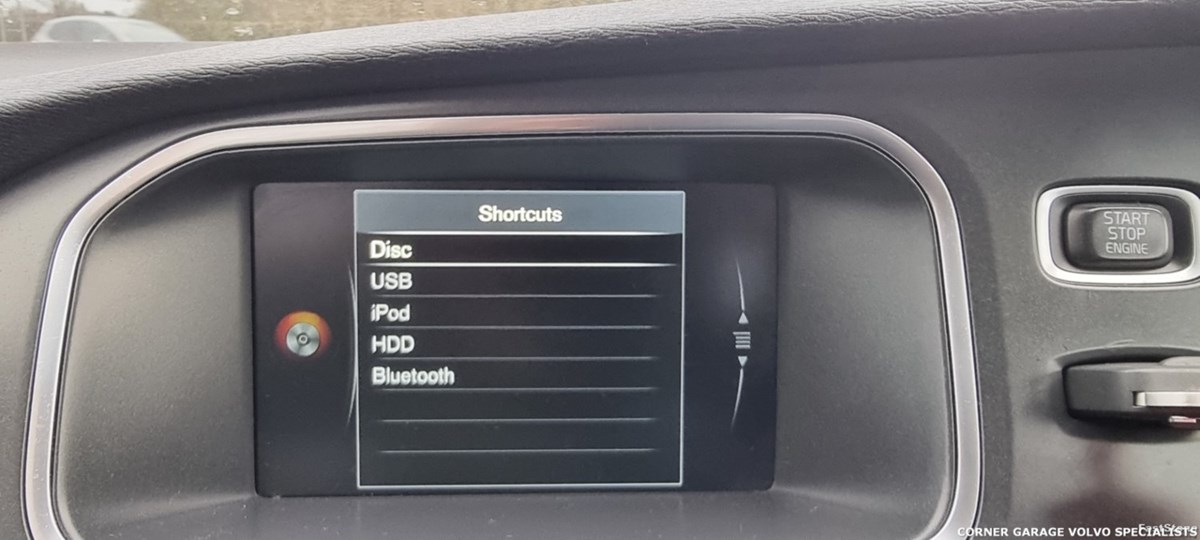 Shortcuts
Disc
USB
iPod
HDD
Bluetooth
START
STOP
ENGINE
CORNER GARAGE VOLVO SPECIALISTS